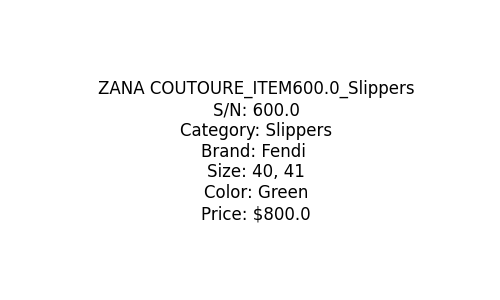 ZANA COUTOURE_ITEM600.0_Slippers
S/N: 600.0
Category: Slippers
Brand: Fendi
Size: 40, 41
Color: Green
Price: $800.0